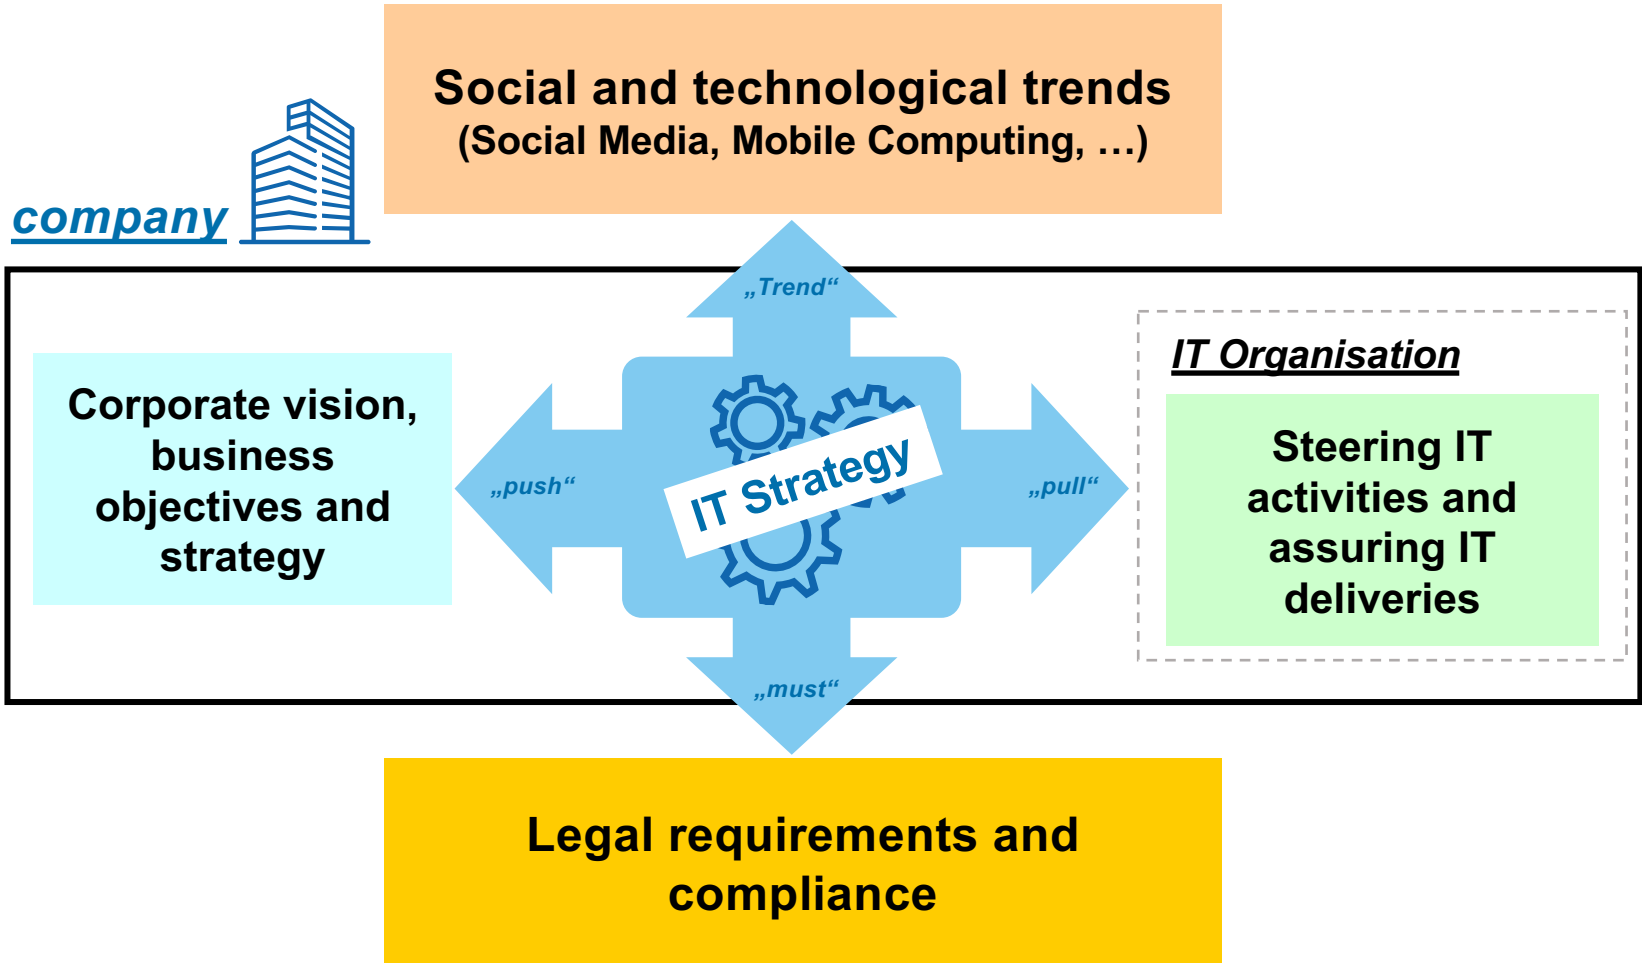 Social and technological trends
(Social Media, Mobile Computing, …)
company
„Trend“
IT Organisation
Corporate vision,
business
objectives and
strategy
„push“
IT Strategy
„pull“
Steering IT
activities and
assuring IT
deliveries
„must“
Legal requirements and
compliance